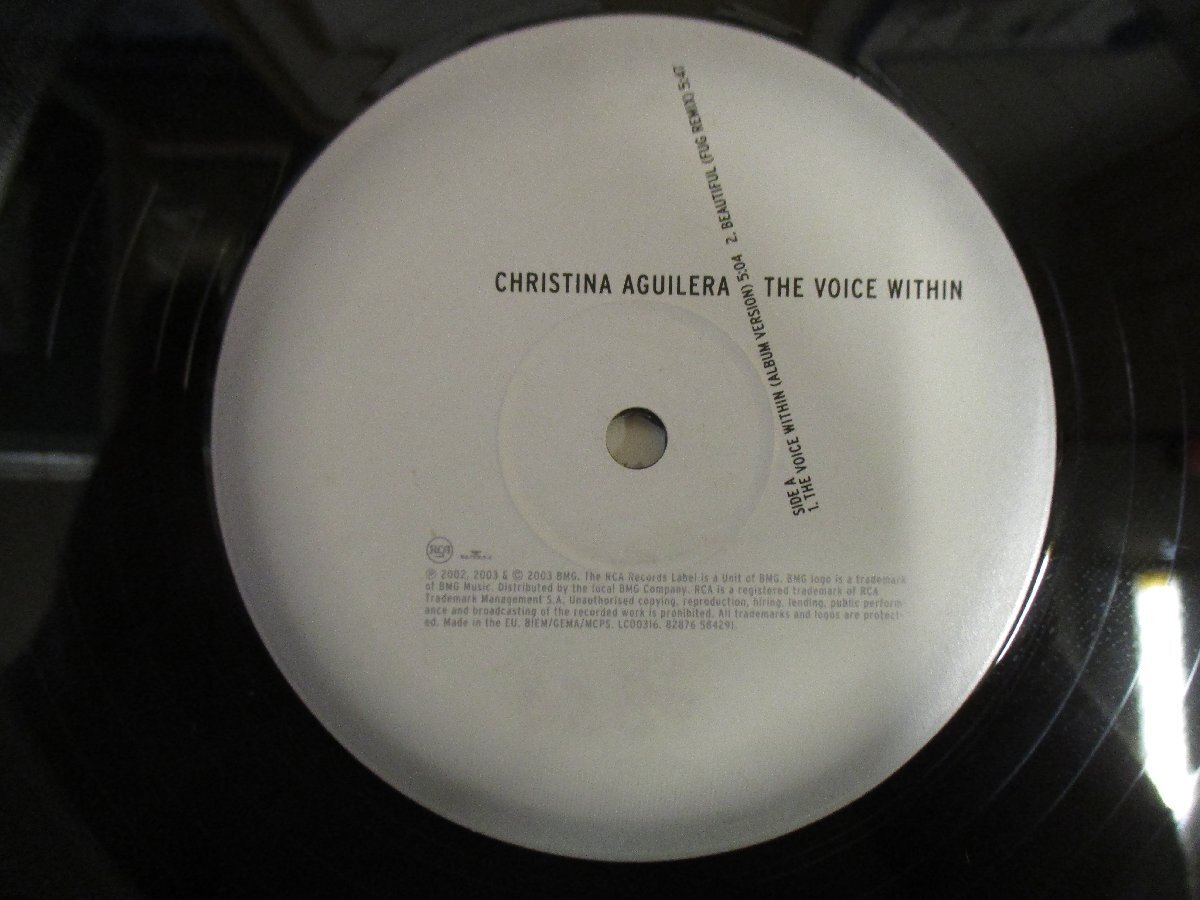 CHRISTINA AGUILERA THE VOICE WITHIN
SIDE A
1. THE VOICE WITHIN (ALBUM VERSION) 5:04 2. BEAUTIFUL (FUG REMIX) 5:47
RCA
℗ 2002, 2003 & © 2003 BMG. The RCA Records Label is a Unit of BMG. BMG logo is a trademark
of BMG Music. Distributed by the local BMG Company. RCA is a registered trademark of RCA
Trademark Management S.A. Unauthorised copying, reproduction, hiring, lending, public perform-
ance and broadcasting of the recorded work is prohibited. All trademarks and logos are protect-
ed. Made in the EU. BIEM/GEMA/MCPS. LC00316. 82876 584291.